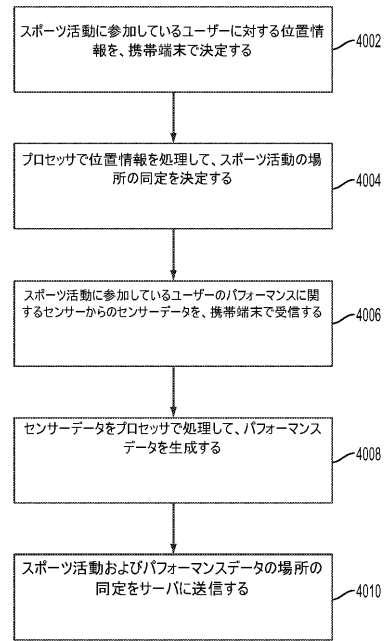 スポーツ活動に参加しているユーザーに対する位置情
報を、携帯端末で決定する
4002
プロセッサで位置情報を処理して、スポーツ活動の場
所の同定を決定する
4004
スポーツ活動に参加しているユーザーのパフォーマンスに関
するセンサーからのセンサーデータを、携帯端末で受信する
4006
センサーデータをプロセッサで処理して、パフォーマンス
データを生成する
4008
スポーツ活動およびパフォーマンスデータの場所の
同定をサーバに送信する
4010